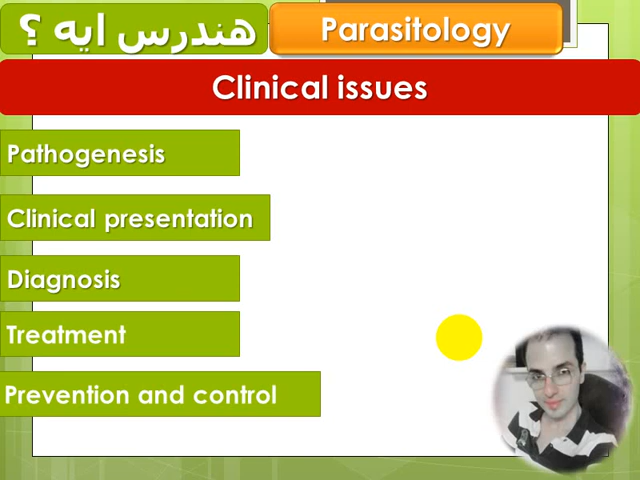 هندرس ايه ؟
Parasitology
Clinical issues
Pathogenesis
Clinical presentation
Diagnosis
Treatment
Prevention and control